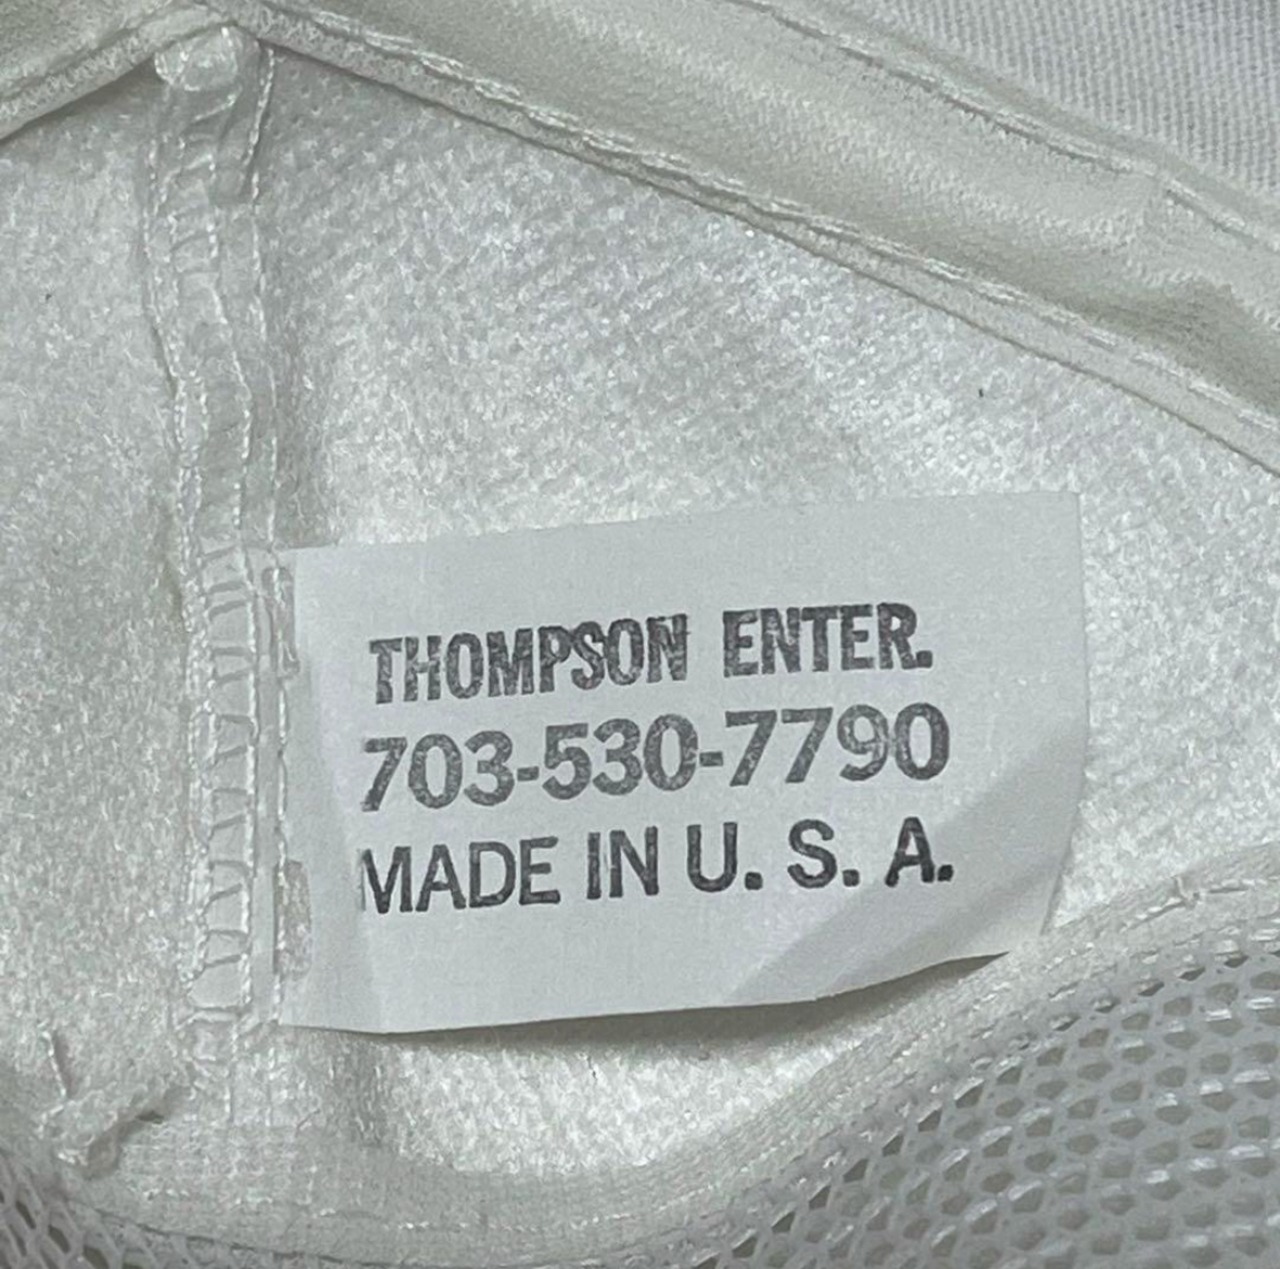 THOMPSON ENTER.
703-530-7790
MADE IN U. S. A.